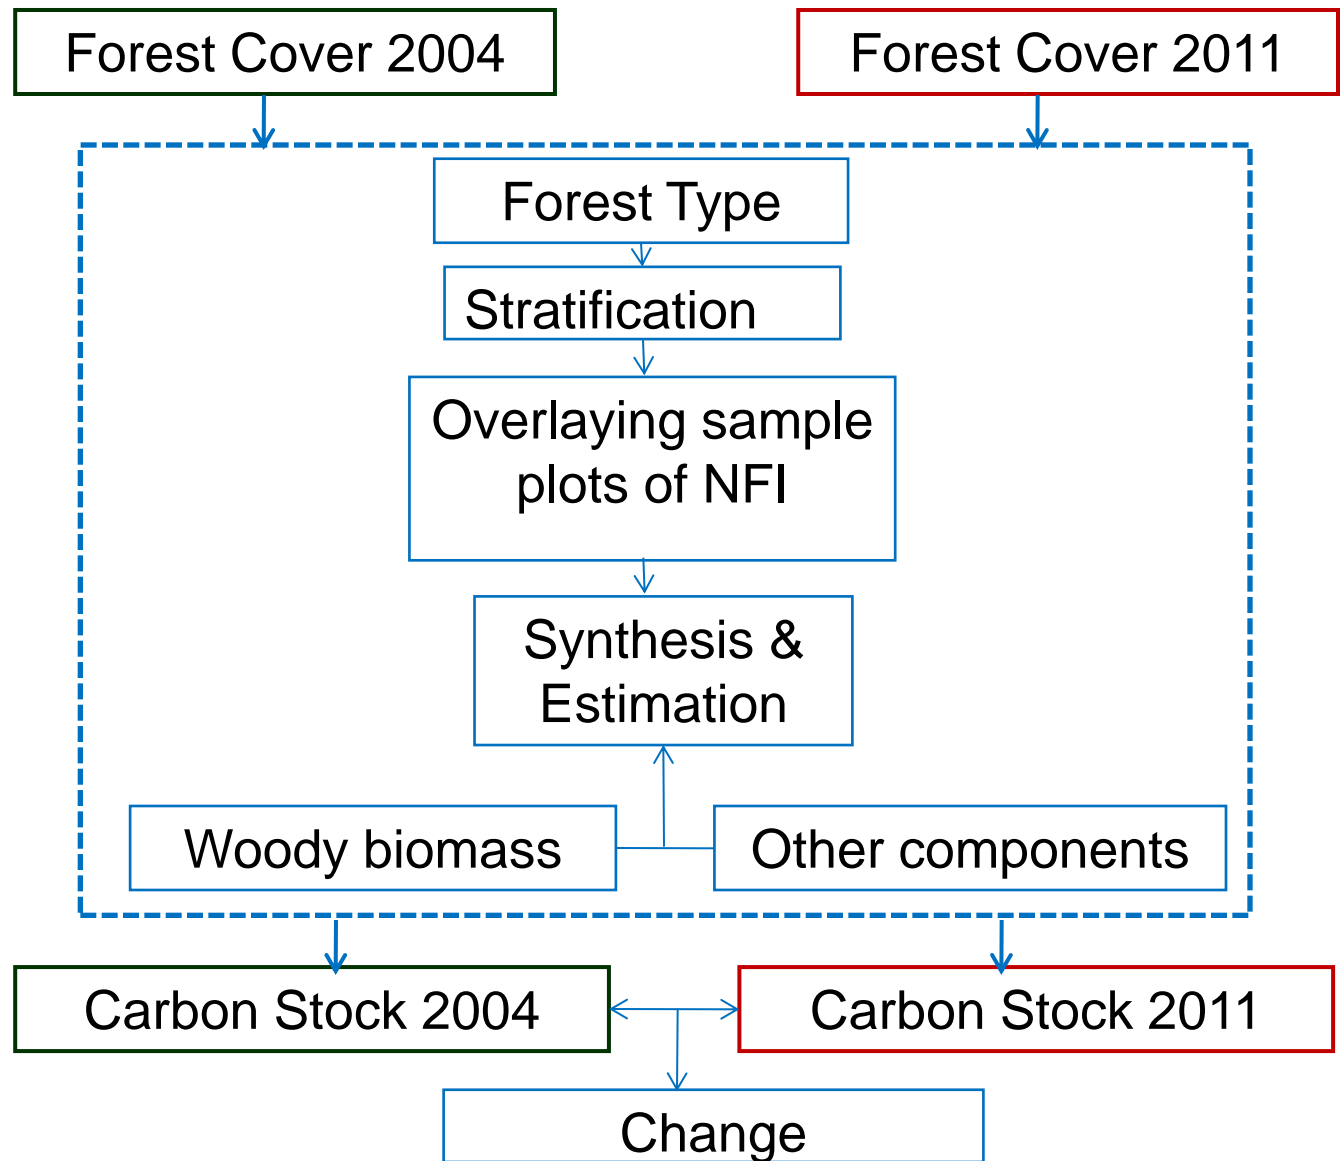 Forest Cover 2004
Forest Cover 2011
Forest Type
Stratification
Overlaying sample
plots of NFI
Synthesis &
Estimation
Woody biomass
Other components
Carbon Stock 2004
Carbon Stock 2011
Change